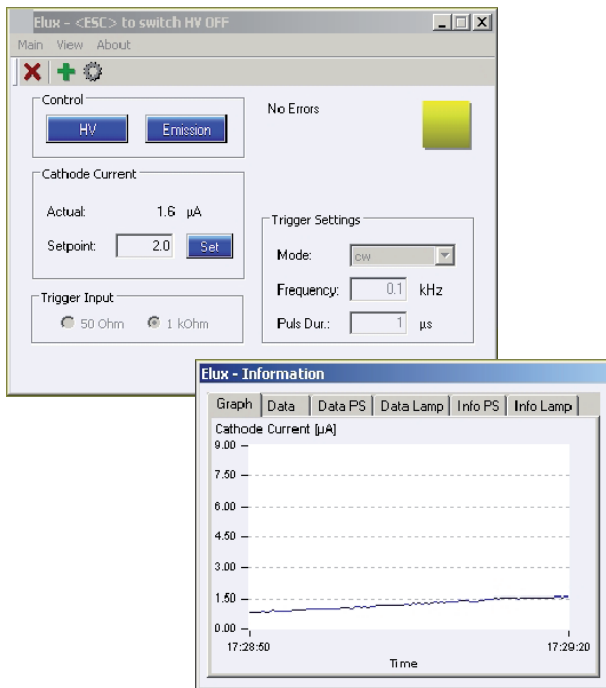 Elux - <ESC> to switch HV OFF
Main View About
Control
HV Emission
No Errors
Cathode Current
Actual: 1.6 µA
Setpoint: 2.0 Set
Trigger Input
50 Ohm 1 kOhm
Trigger Settings
Mode: cw
Frequency: 0.1 kHz
Puls Dur.: 1 µs
Elux - Information
Graph Data Data PS Data Lamp Info PS Info Lamp
Cathode Current [µA]
9.00
7.50
6.00
4.50
3.00
1.50
0.00
17:28:50 17:29:20
Time